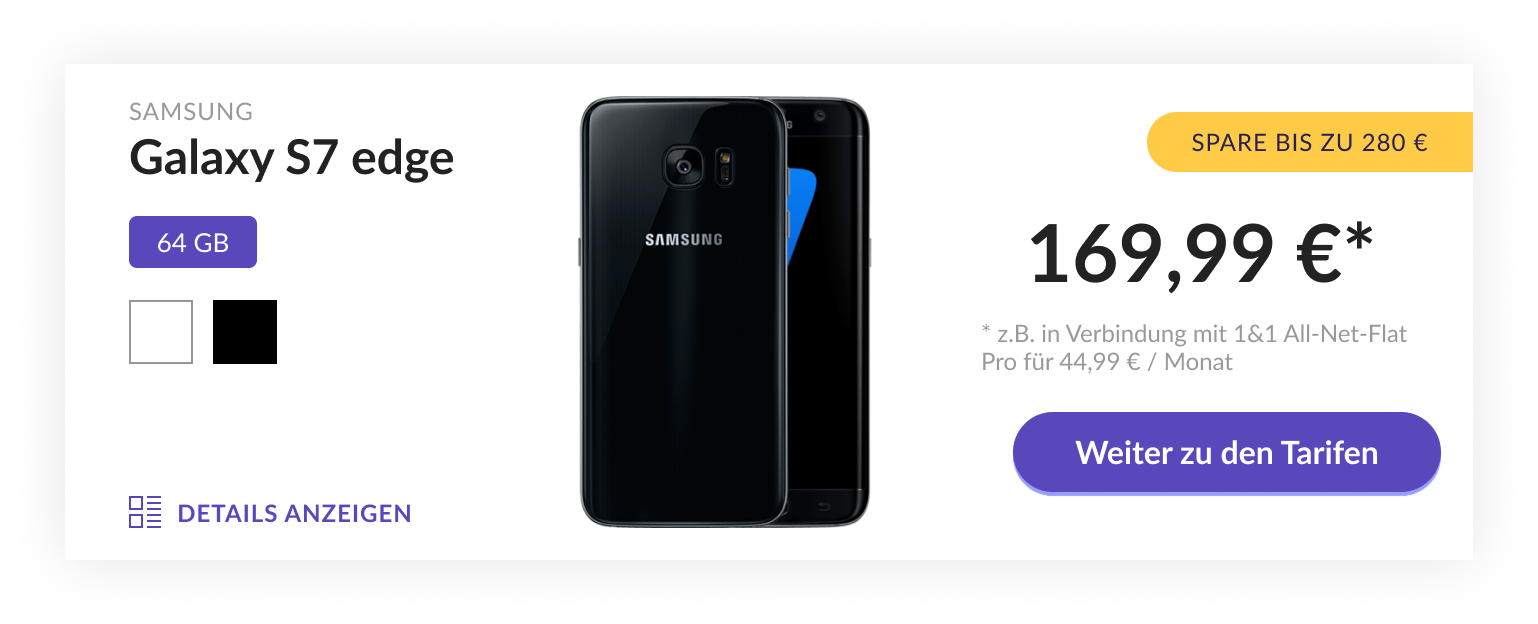 SAMSUNG
Galaxy S7 edge
64 GB
DETAILS ANZEIGEN
SAMSUNG
G
SPARE BIS ZU 280 €
169,99 €*
* z.B. in Verbindung mit 1&1 All-Net-Flat
Pro für 44,99 € / Monat
Weiter zu den Tarifen